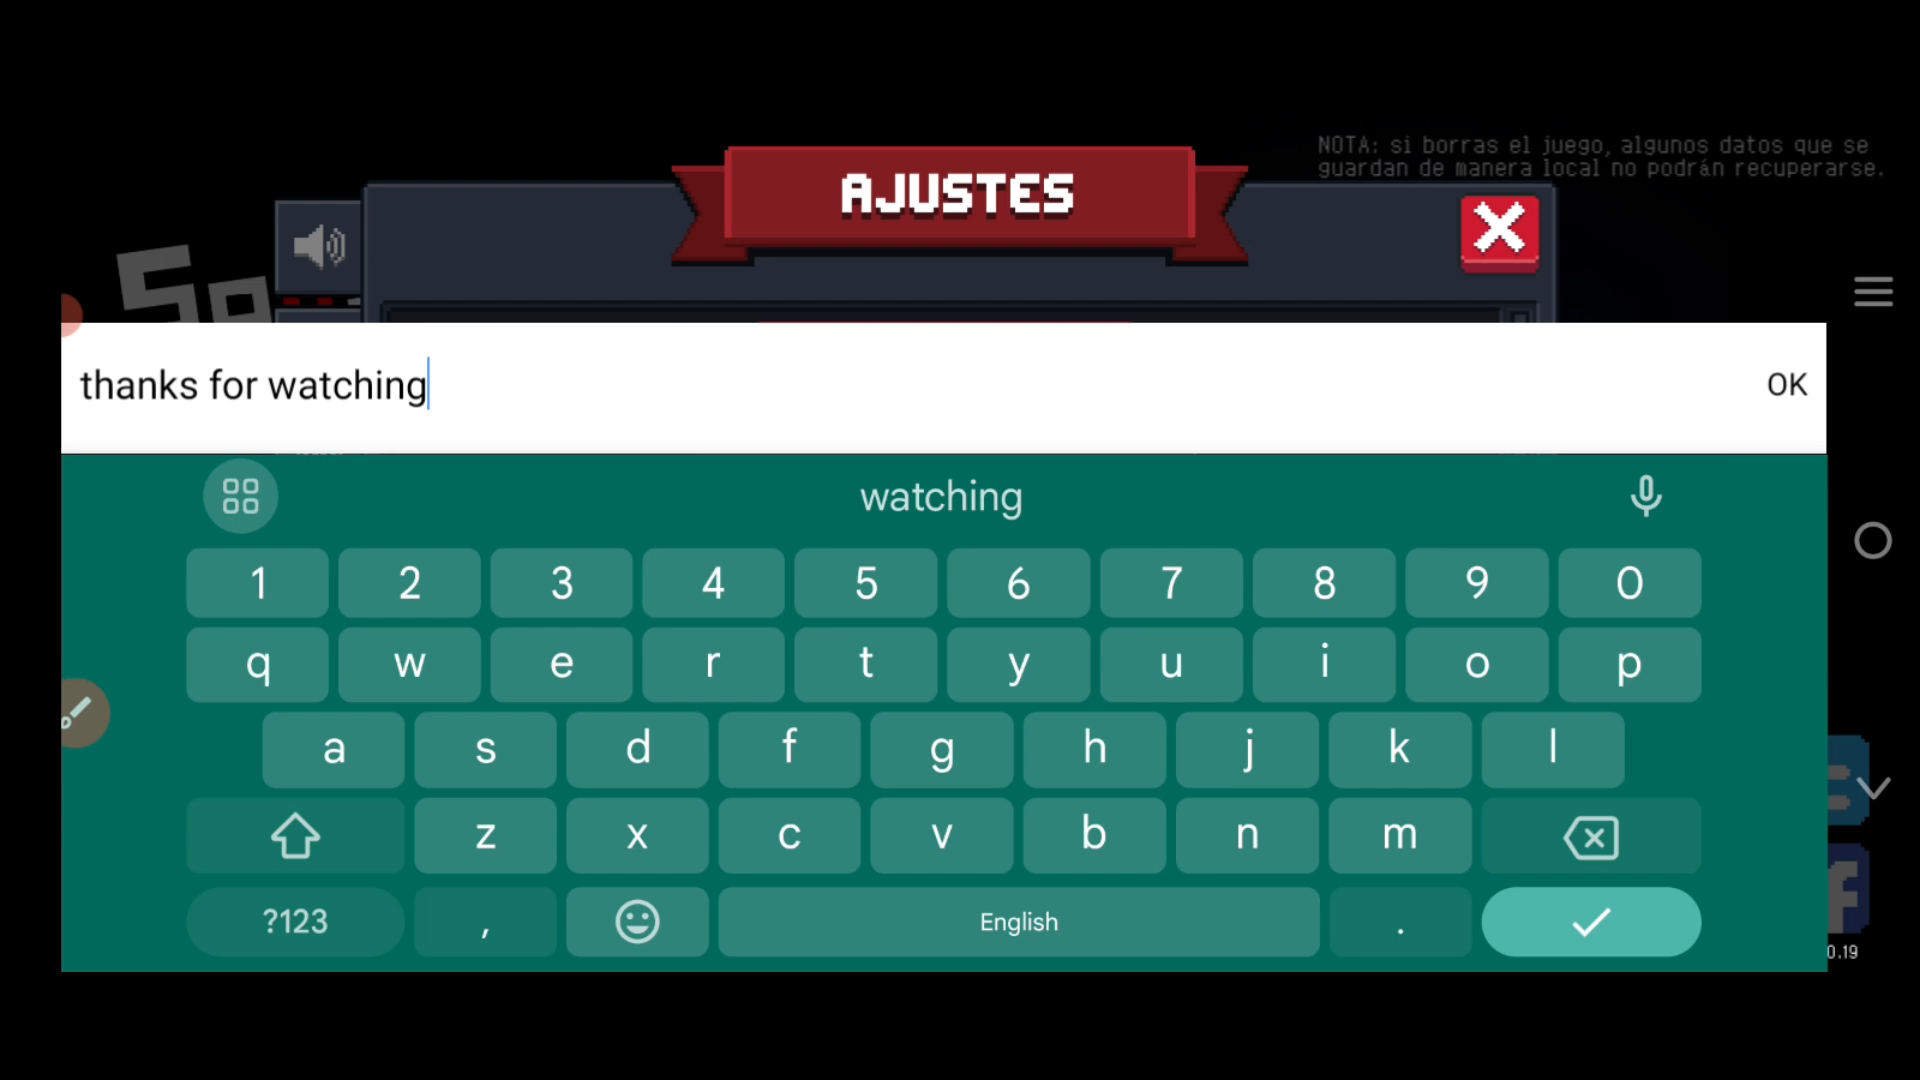 NOTA: si borras el juego, algunos datos que se
guardan de manera local no podrán recuperarse.
AJUSTES
So
thanks for watching
OK
watching
1 2 3 4 5 6 7 8 9 0
q w e r t y u i o p
a s d f g h j k l
z x c v b n m
?123 , English .
f
0.19